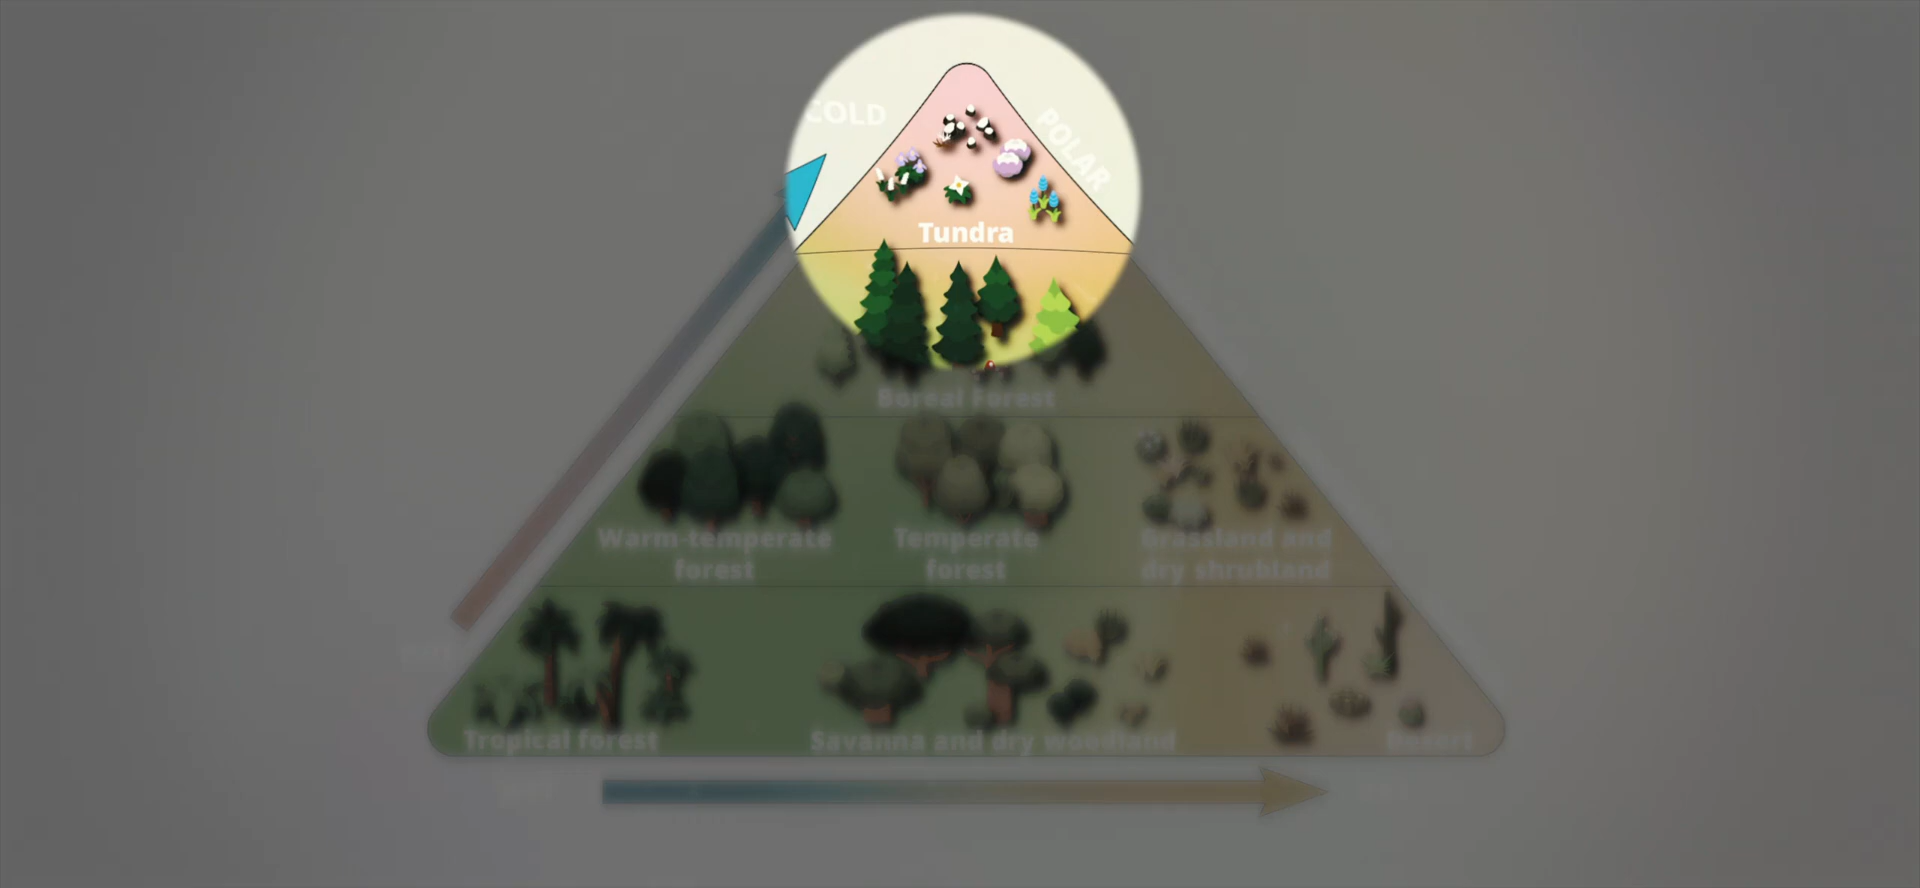 COLD
POLAR
Tundra
Boreal Forest
Warm-temperate
forest
Temperate
forest
Grassland and
dry shrubland
Tropical forest
Savanna and dry woodland
Desert